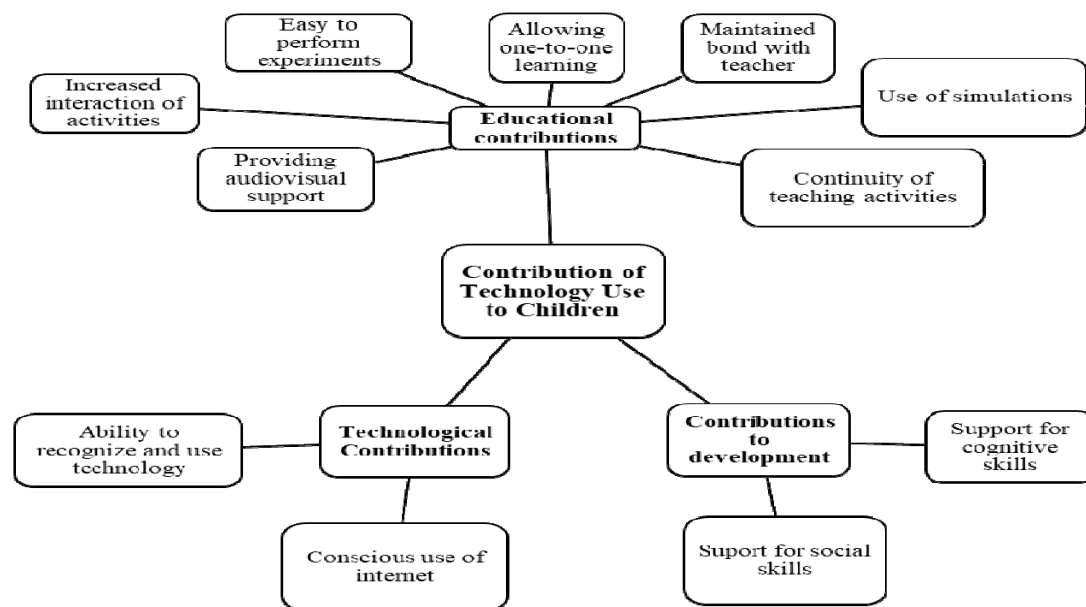 Easy to
perform
experiments
Allowing
one-to-one
learning
Maintained
bond with
teacher
Increased
interaction of
activities
Use of simulations
Educational
contributions
Providing
audiovisual
support
Continuity of
teaching activities
Contribution of
Technology Use
to Children
Ability to
recognize and use
technology
Technological
Contributions
Contributions
to
development
Support for
cognitive
skills
Conscious use of
internet
Suport for social
skills